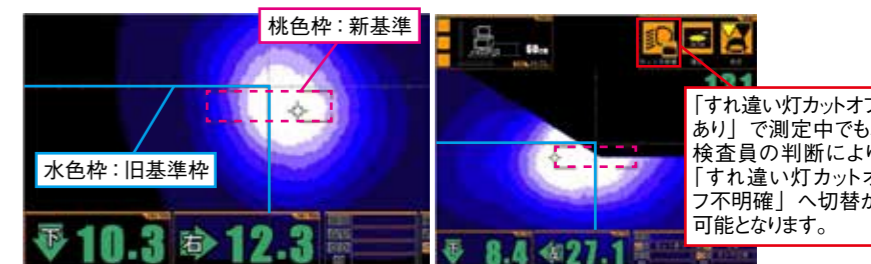 桃色枠：新基準
水色枠：旧基準枠
下 10.3 右 12.3
60cm
「すれ違い灯カットオフ
あり」で測定中でも
検査員の判断により
「すれ違い灯カットオ
フ不明確」へ切替が
可能となります。
下 8.4 左 27.1